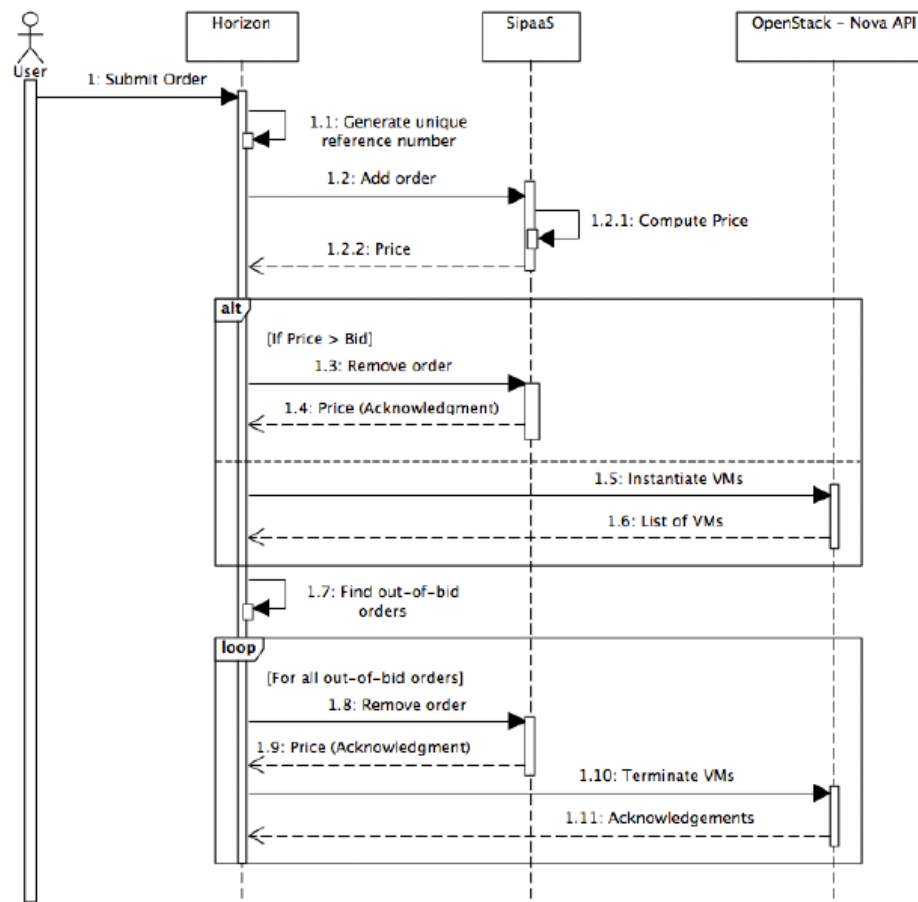 Horizon
SipaaS
OpenStack - Nova API
User
1: Submit Order
1.1: Generate unique
reference number
1.2: Add order
1.2.1: Compute Price
1.2.2: Price
alt
[If Price > Bid]
1.3: Remove order
1.4: Price (Acknowledgment)
1.5: Instantiate VMs
1.6: List of VMs
1.7: Find out-of-bid
orders
loop
[For all out-of-bid orders]
1.8: Remove order
1.9: Price (Acknowledgment)
1.10: Terminate VMs
1.11: Acknowledgements